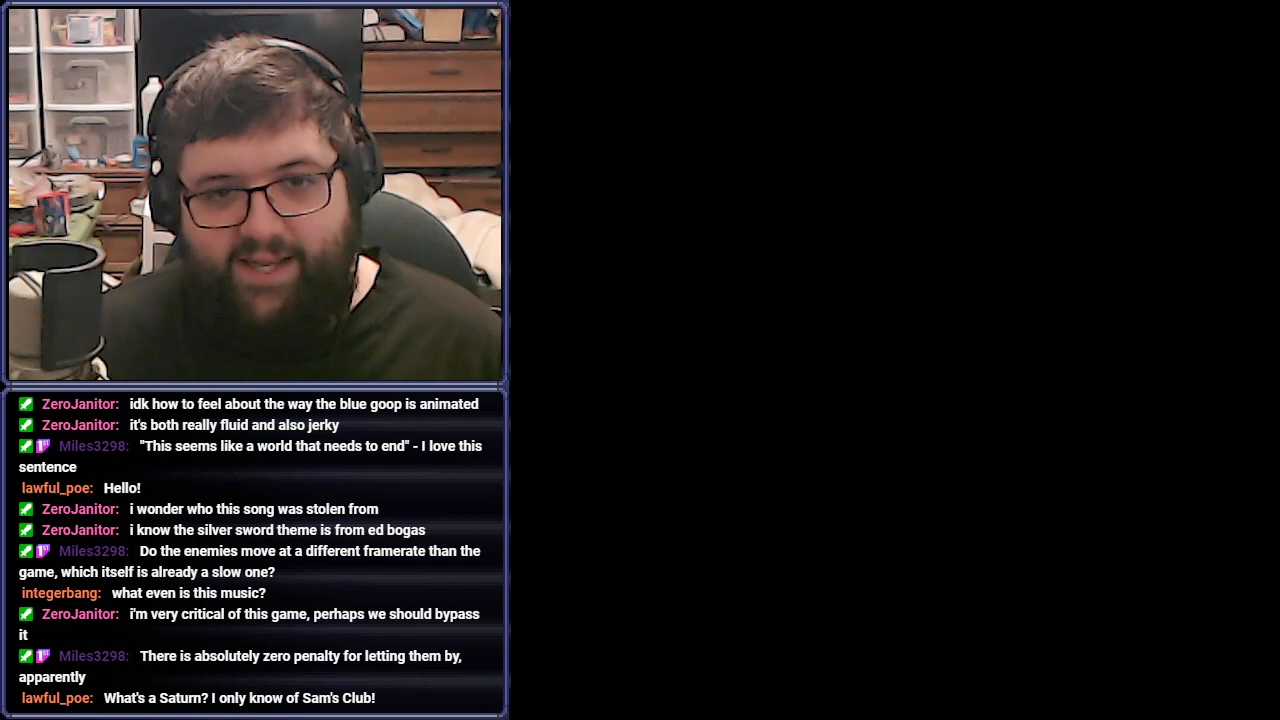 ZeroJanitor: idk how to feel about the way the blue goop is animated
ZeroJanitor: it's both really fluid and also jerky
1ST Miles3298: "This seems like a world that needs to end" - I love this
sentence
lawful_poe: Hello!
ZeroJanitor: i wonder who this song was stolen from
ZeroJanitor: i know the silver sword theme is from ed bogas
1ST Miles3298: Do the enemies move at a different framerate than the
game, which itself is already a slow one?
integerbang: what even is this music?
ZeroJanitor: i'm very critical of this game, perhaps we should bypass
it
1ST Miles3298: There is absolutely zero penalty for letting them by,
apparently
lawful_poe: What's a Saturn? I only know of Sam's Club!